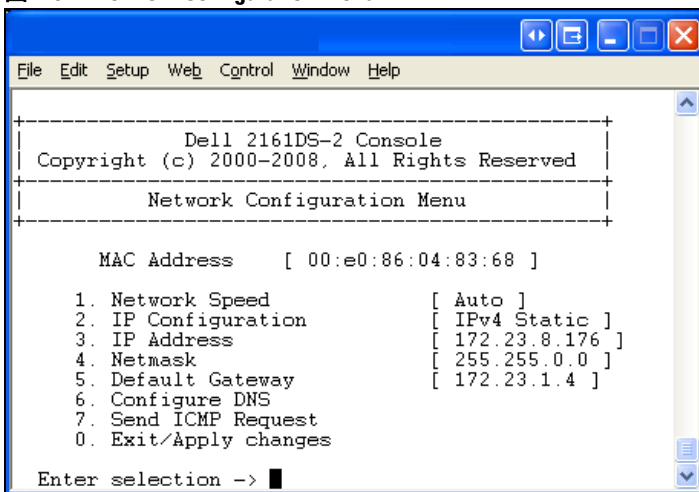 File Edit Setup Web Control Window Help
+----------------------------------------------------+
| Dell 2161DS-2 Console |
| Copyright (c) 2000-2008, All Rights Reserved |
+----------------------------------------------------+
| Network Configuration Menu |
+----------------------------------------------------+
MAC Address [ 00:e0:86:04:83:68 ]
1. Network Speed [ Auto ]
2. IP Configuration [ IPv4 Static ]
3. IP Address [ 172.23.8.176 ]
4. Netmask [ 255.255.0.0 ]
5. Default Gateway [ 172.23.1.4 ]
6. Configure DNS
7. Send ICMP Request
0. Exit/Apply changes
Enter selection ->